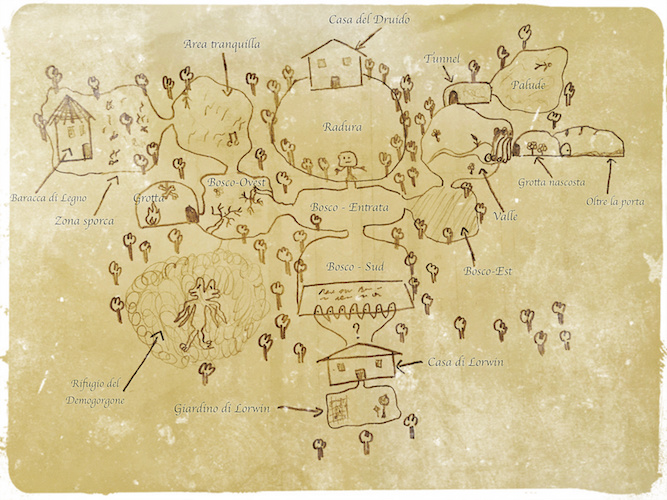 Casa del Druido
Area tranquilla
Tunnel
Palude
Radura
Bosco-Ovest
Grotta
Baracca di Legno
Zona sporca
Bosco - Entrata
Valle
Grotta nascosta
Oltre la porta
Bosco-Est
Bosco - Sud
?
Casa di Lorwin
Rifugio del
Demogorgone
Giardino di Lorwin